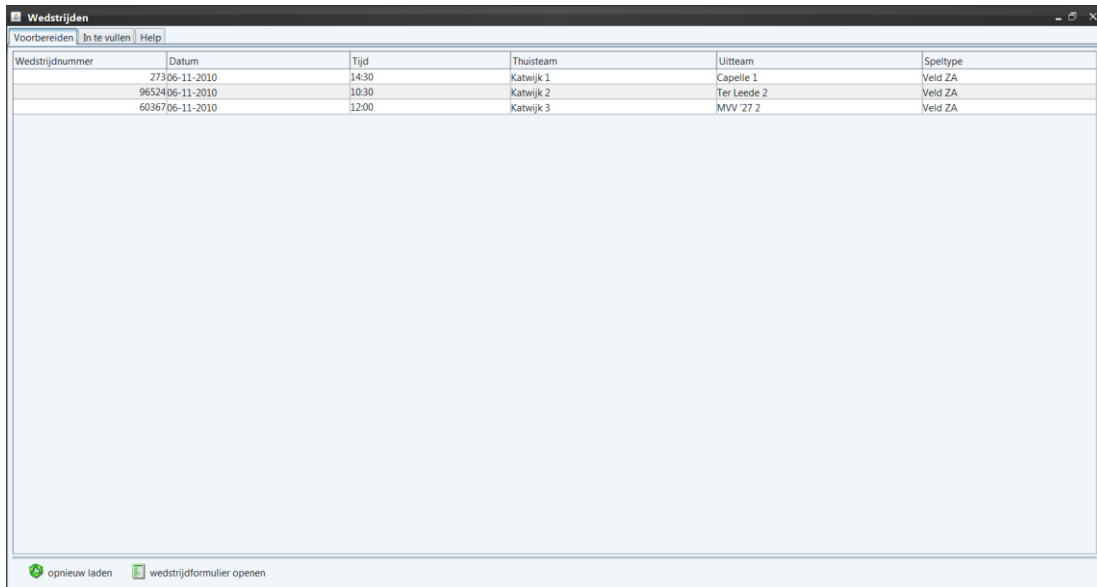 Wedstrijden
Voorbereiden In te vullen Help
Wedstrijdnummer Datum Tijd Thuisteam Uitteam Speltype
273 06-11-2010 14:30 Katwijk 1 Capelle 1 Veld ZA
96524 06-11-2010 10:30 Katwijk 2 Ter Leede 2 Veld ZA
60367 06-11-2010 12:00 Katwijk 3 MVV '27 2 Veld ZA
opnieuw laden wedstrijdformulier openen